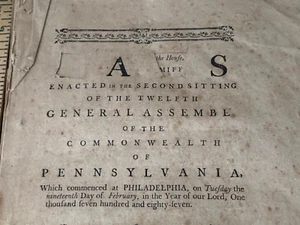 the House,
A S
MIFF
ENACTED in the SECOND SITTING
OF THE TWELFTH
GENERAL ASSEMBL
OF THE
COMMONWEALTH
OF
PENNSYLVANIA,
Which commenced at PHILADELPHIA, on Tueſday the
nineteenth Day of February, in the Year of our Lord, One
thouſand ſeven hundred and eighty-ſeven.